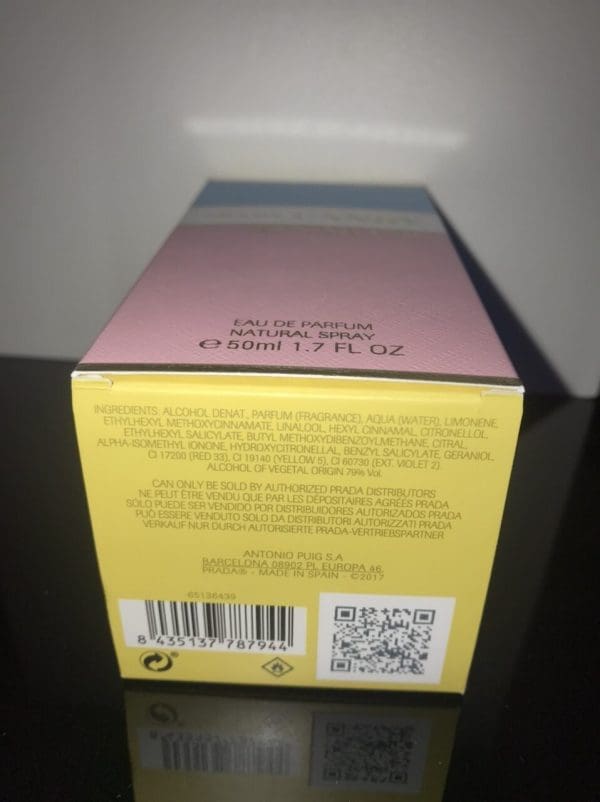 EAU DE PARFUM
NATURAL SPRAY
℮ 50ml 1.7 FL OZ
INGREDIENTS: ALCOHOL DENAT., PARFUM (FRAGRANCE), AQUA (WATER), LIMONENE,
ETHYLHEXYL METHOXYCINNAMATE, LINALOOL, HEXYL CINNAMAL, CITRONELLOL,
ETHYLHEXYL SALICYLATE, BUTYL METHOXYDIBENZOYLMETHANE, CITRAL,
ALPHA-ISOMETHYL IONONE, HYDROXYCITRONELLAL, BENZYL SALICYLATE, GERANIOL,
CI 17200 (RED 33), CI 19140 (YELLOW 5), CI 60730 (EXT. VIOLET 2).
ALCOHOL OF VEGETAL ORIGIN 79% Vol.
CAN ONLY BE SOLD BY AUTHORIZED PRADA DISTRIBUTORS
NE PEUT ÊTRE VENDU QUE PAR LES DÉPOSITAIRES AGRÉÉS PRADA
SÓLO PUEDE SER VENDIDO POR DISTRIBUIDORES AUTORIZADOS PRADA
PUÒ ESSERE VENDUTO SOLO DA DISTRIBUTORI AUTORIZZATI PRADA
VERKAUF NUR DURCH AUTORISIERTE PRADA-VERTRIEBSPARTNER
ANTONIO PUIG S.A
BARCELONA 08902 PL EUROPA 46
PRADA® - MADE IN SPAIN - ©2017
65136439
8 435137 787944